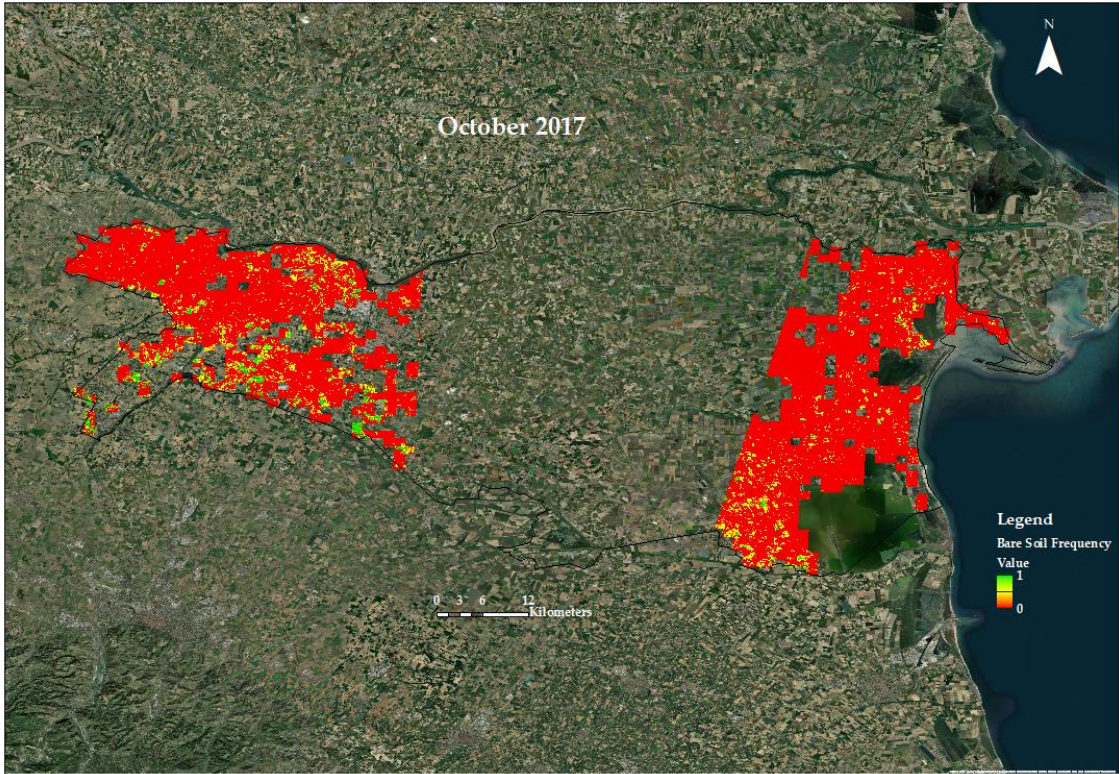 N
October 2017
Legend
Bare Soil Frequency
Value
1
0
0 3 6 12
Kilometers